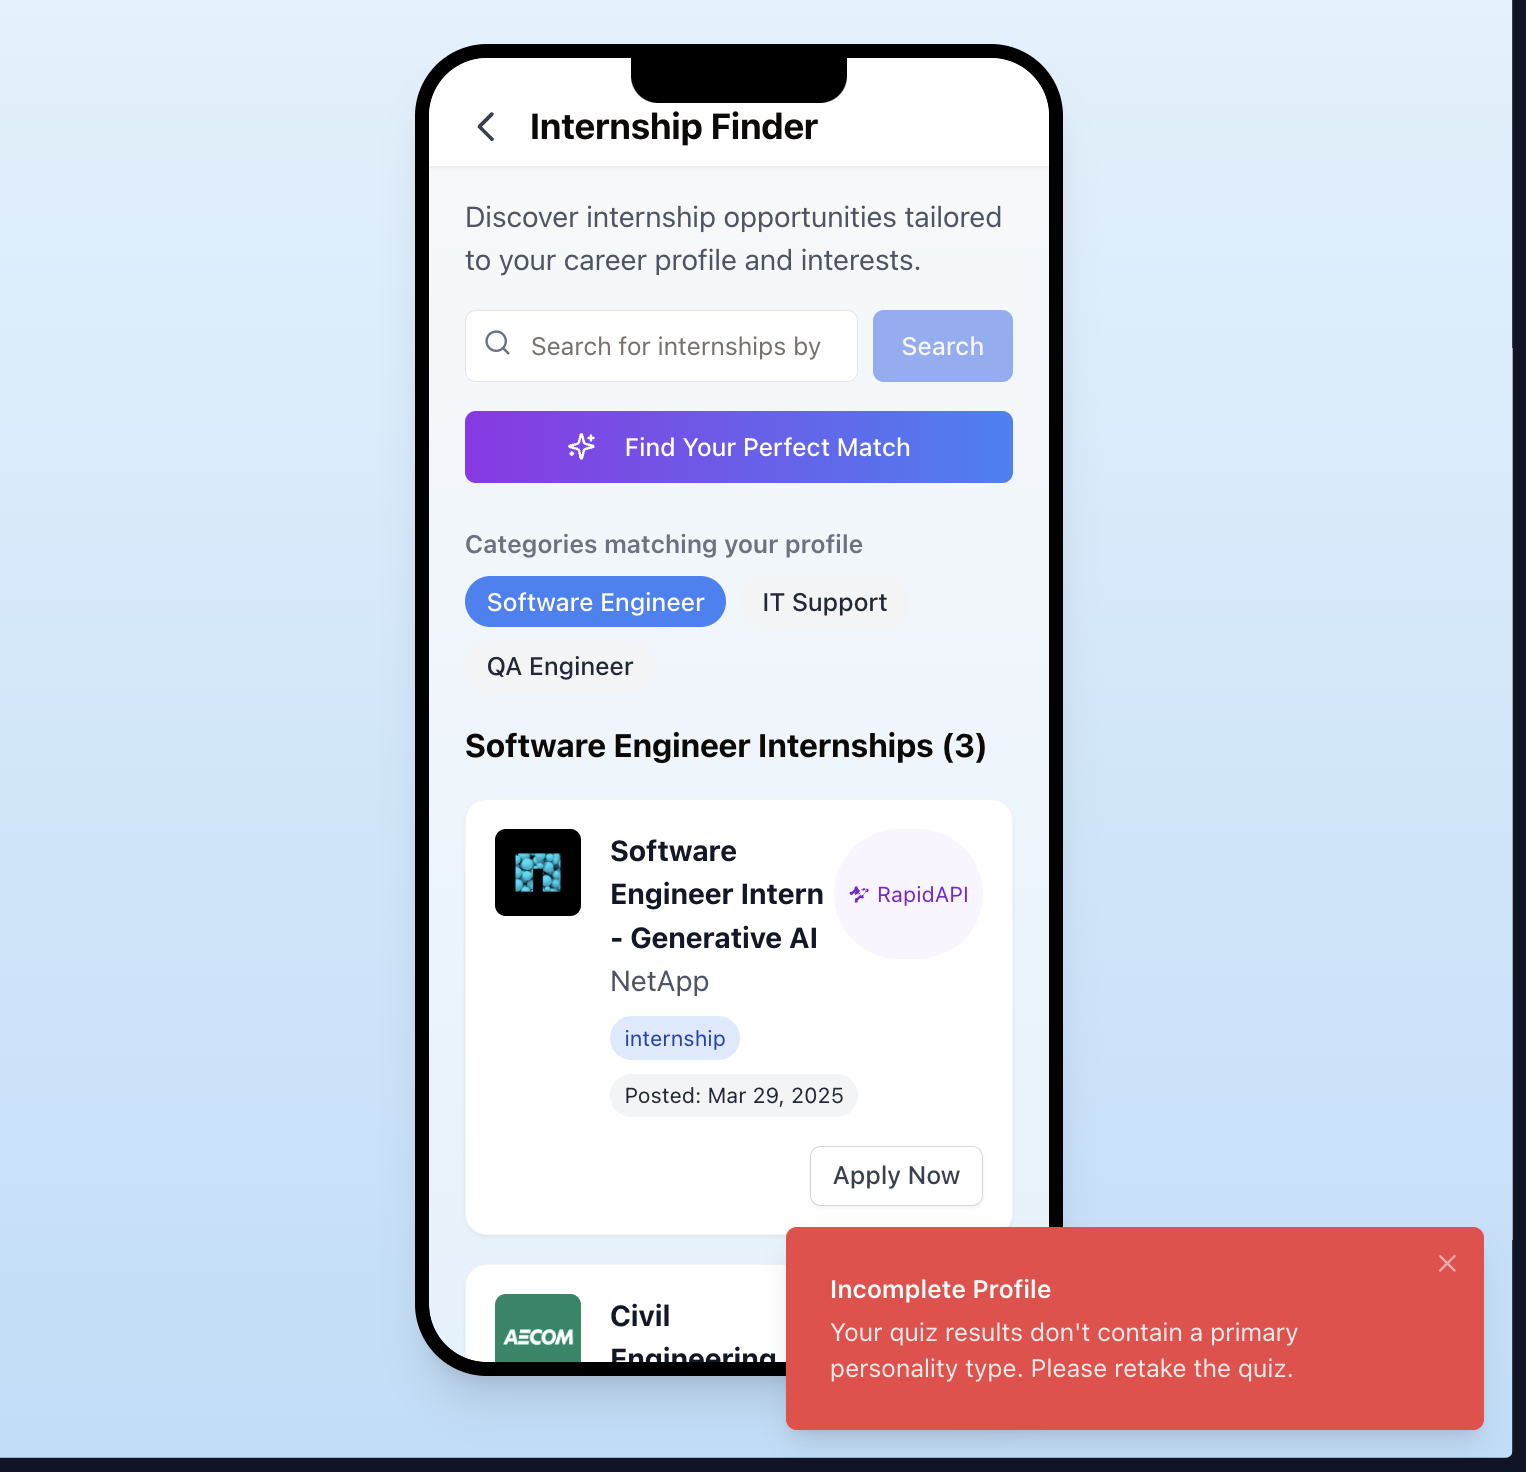 Internship Finder
Discover internship opportunities tailored
to your career profile and interests.
Search for internships by
Search
Find Your Perfect Match
Categories matching your profile
Software Engineer
IT Support
QA Engineer
Software Engineer Internships (3)
Software
Engineer Intern
- Generative AI
RapidAPI
NetApp
internship
Posted: Mar 29, 2025
Apply Now
AECOM
Civil
Engineering
Incomplete Profile
Your quiz results don't contain a primary
personality type. Please retake the quiz.